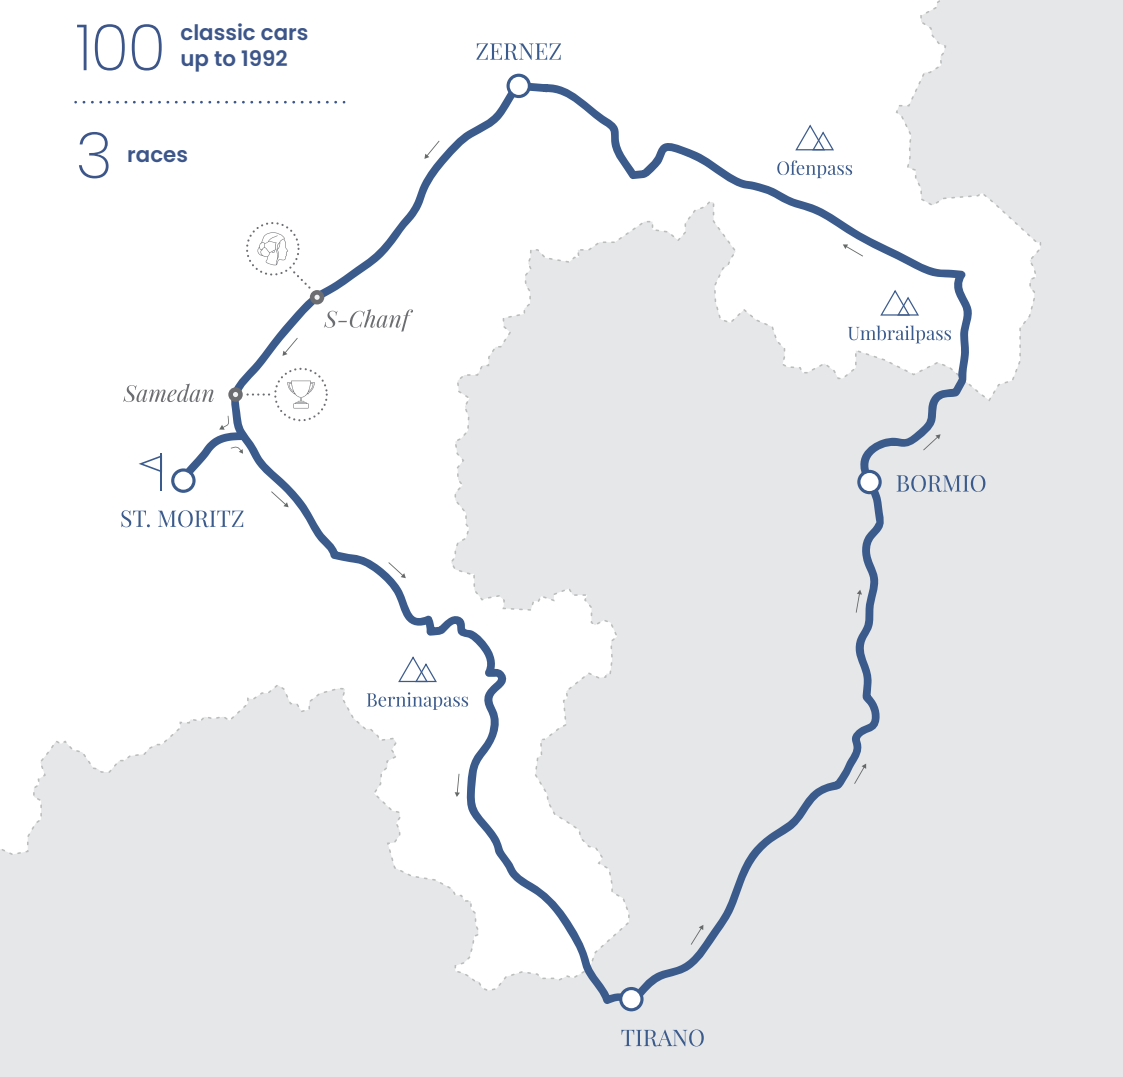 100
classic cars
up to 1992
3
races
ZERNEZ
Ofenpass
Umbrailpass
S-Chanf
Samedan
ST. MORITZ
BORMIO
Berninapass
TIRANO